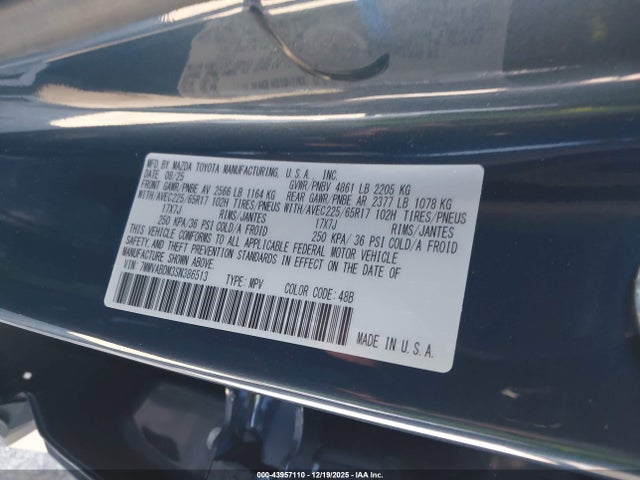 MFD. BY MAZDA TOYOTA MANUFACTURING, U.S.A., INC.
DATE 08/25 GVWR/PNBV 4861 LB 2205 KG
FRONT GAWR/PNBE AV 2566 LB 1164 KG REAR GAWR/PNBE AR 2377 LB 1078 KG
WITH/AVEC225/65R17 102H TIRES/PNEUS WITH/AVEC225/65R17 102H TIRES/PNEUS
17X7J RIMS/JANTES 17X7J RIMS/JANTES
250 KPA/36 PSI COLD/A FROID 250 KPA/36 PSI COLD/A FROID
THIS VEHICLE CONFORMS TO ALL APPLICABLE FEDERAL MOTOR VEHICLE
SAFETY AND THEFT PREVENTION STANDARDS IN EFFECT ON THE DATE OF
MANUFACTURE SHOWN ABOVE.
VIN: 7MMVABDM3SN386513 TYPE: MPV COLOR CODE: 48B
MADE IN U.S.A.
00-43957110 - 12/19/2025 - IAA Inc.